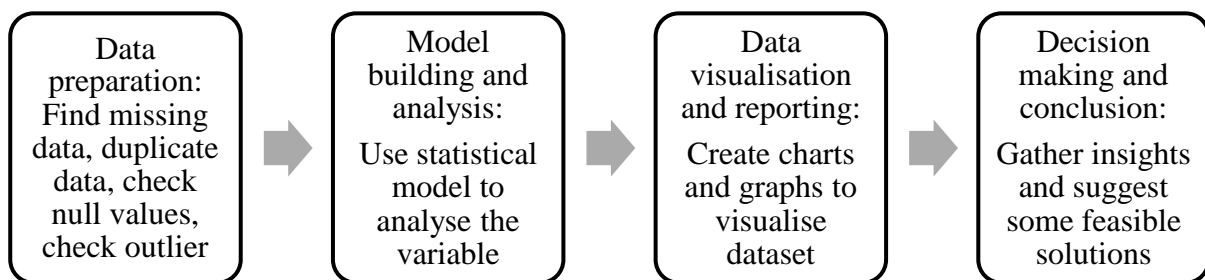 Data
preparation:
Find missing
data, duplicate
data, check
null values,
check outlier
Model
building and
analysis:
Use statistical
model to
analyse the
variable
Data
visualisation
and reporting:
Create charts
and graphs to
visualise
dataset
Decision
making and
conclusion:
Gather insights
and suggest
some feasible
solutions